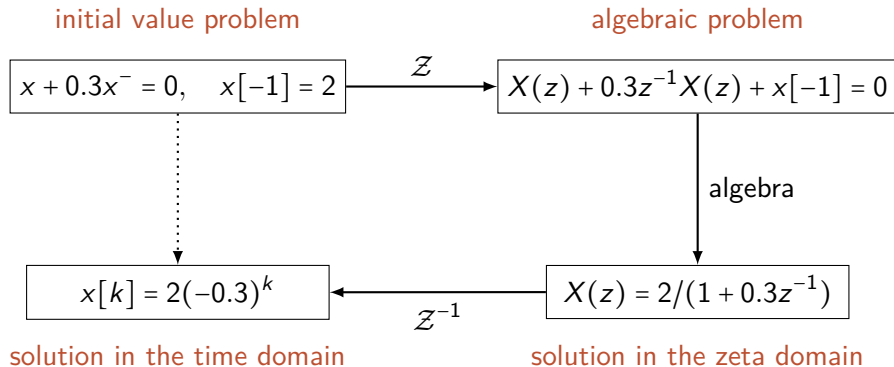 initial value problem
algebraic problem
x + 0.3x⁻ = 0, x[-1] = 2
𝒵
X(z) + 0.3z⁻¹X(z) + x[-1] = 0
algebra
x[k] = 2(-0.3)ᵏ
𝒵⁻¹
X(z) = 2/(1 + 0.3z⁻¹)
solution in the time domain
solution in the zeta domain